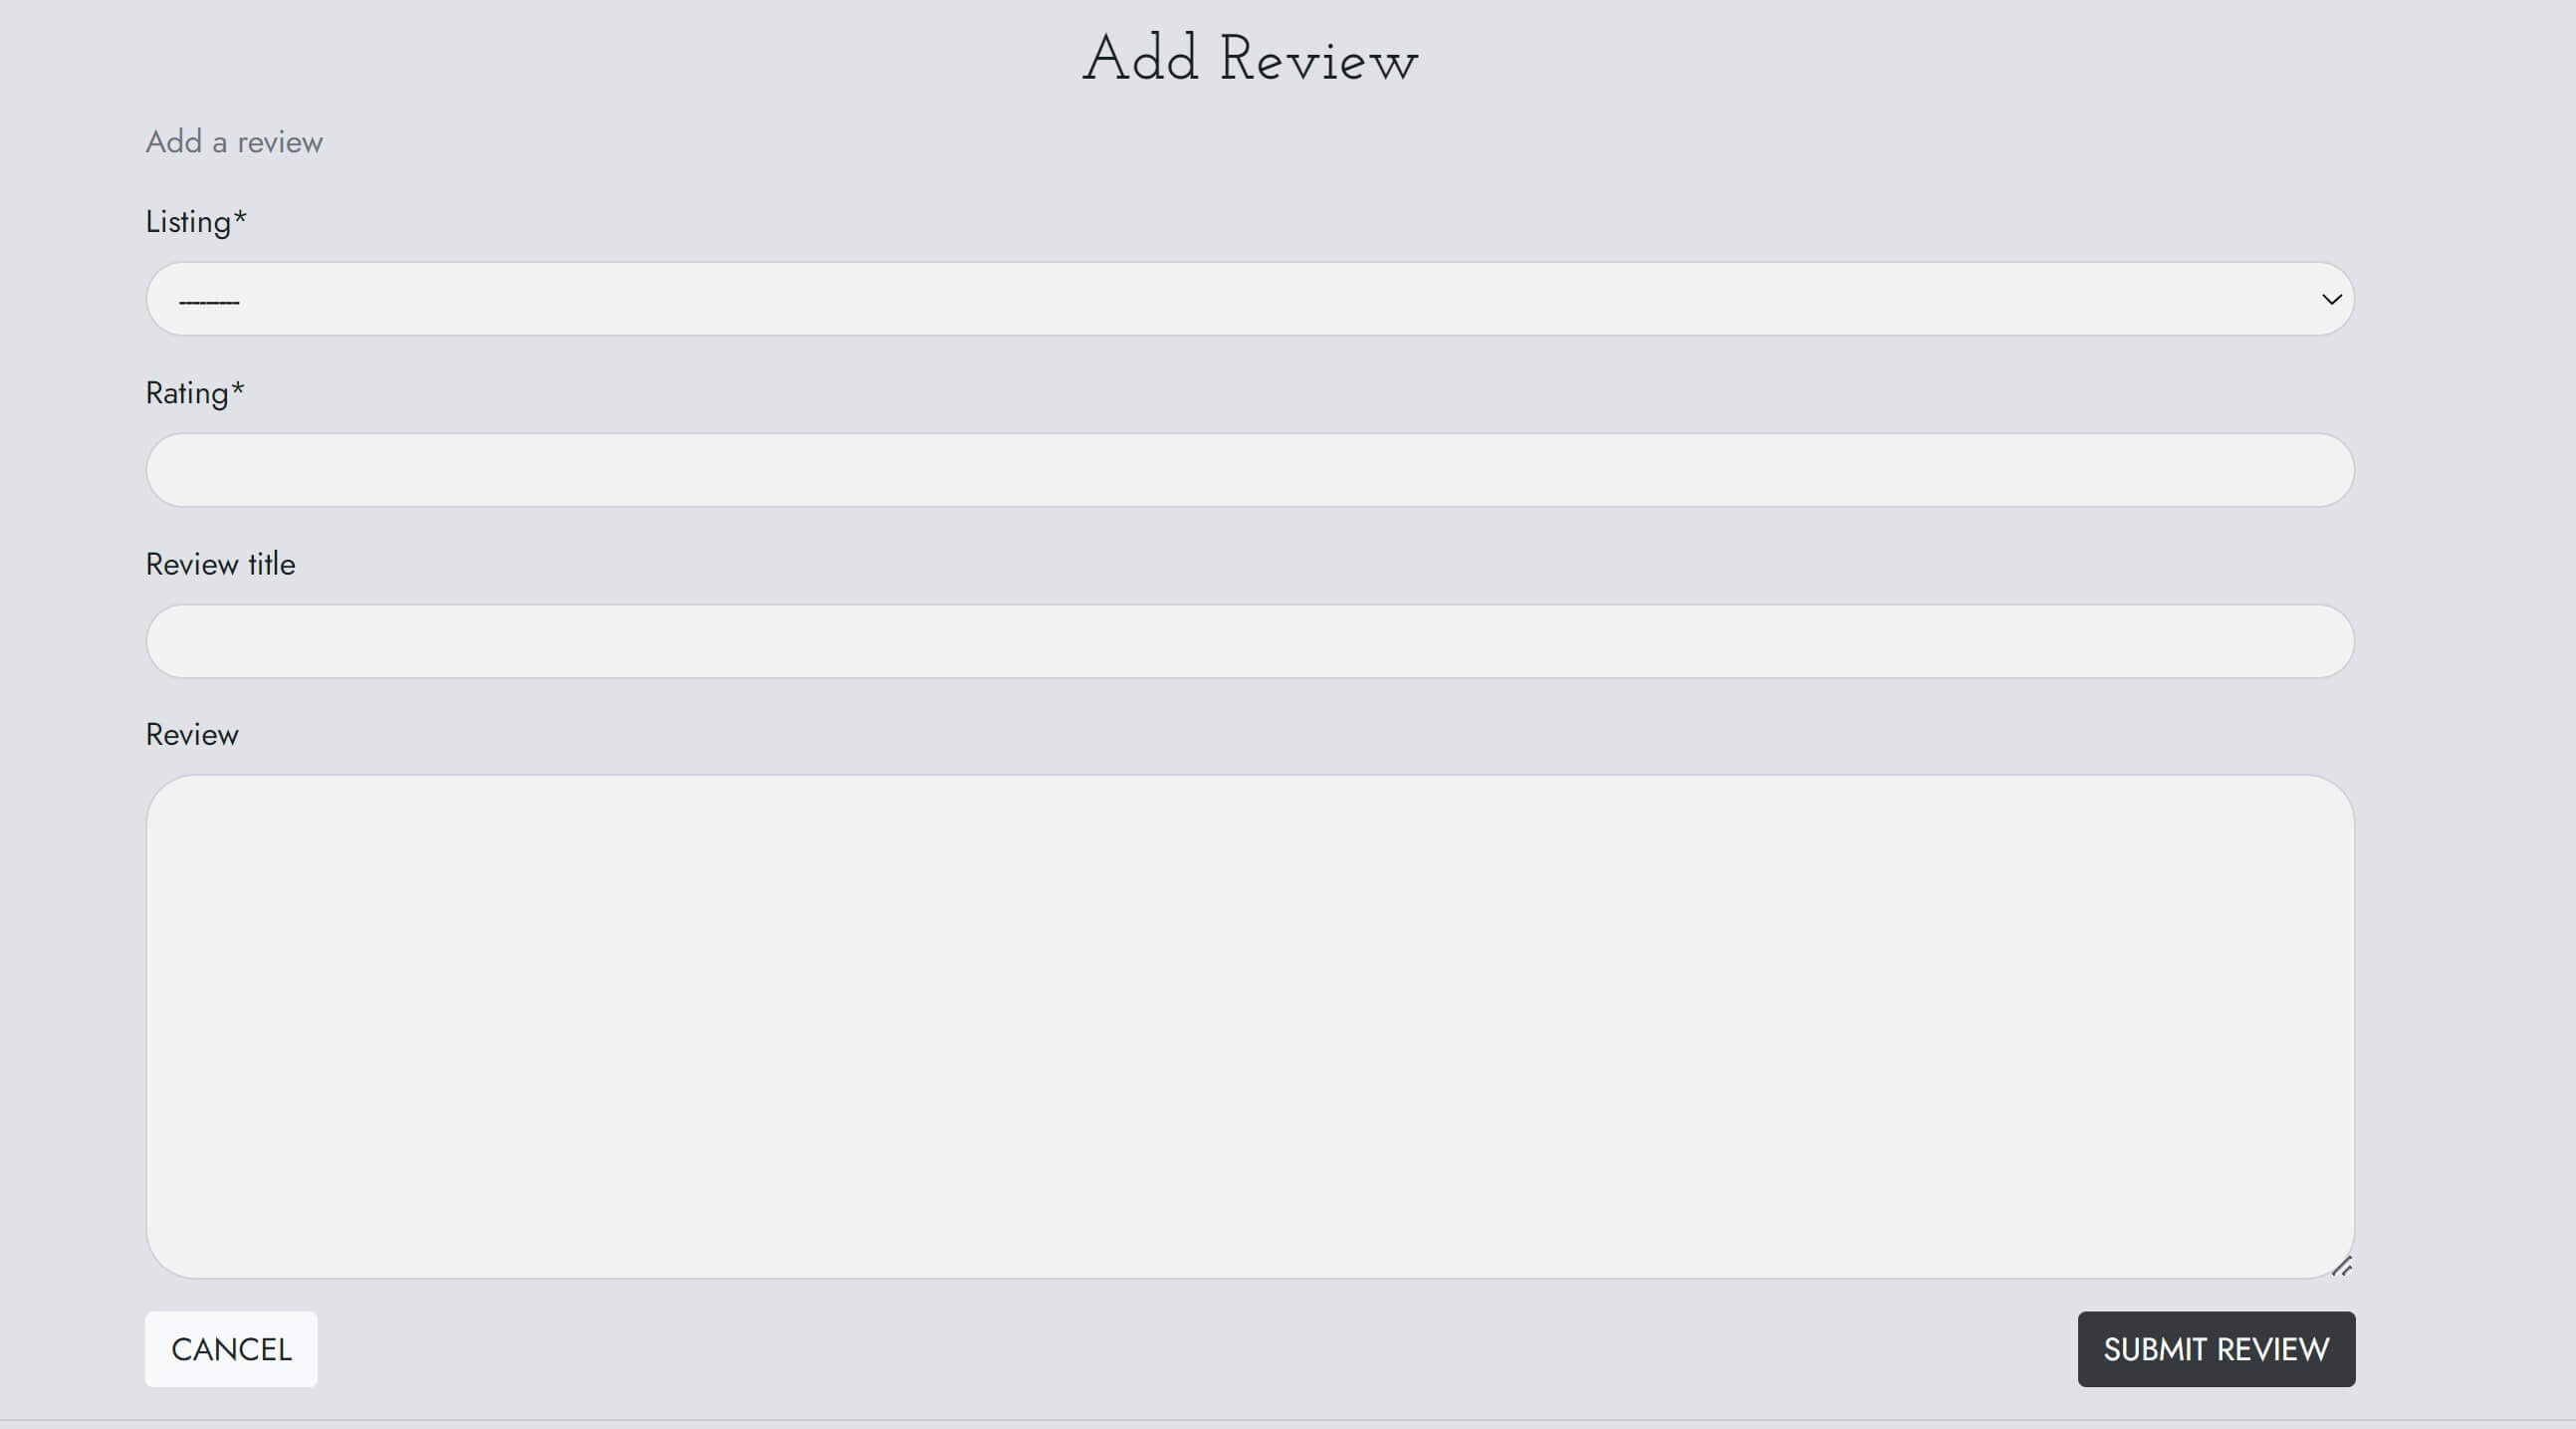 Add Review
Add a review
Listing*
---------
Rating*
Review title
Review
CANCEL
SUBMIT REVIEW